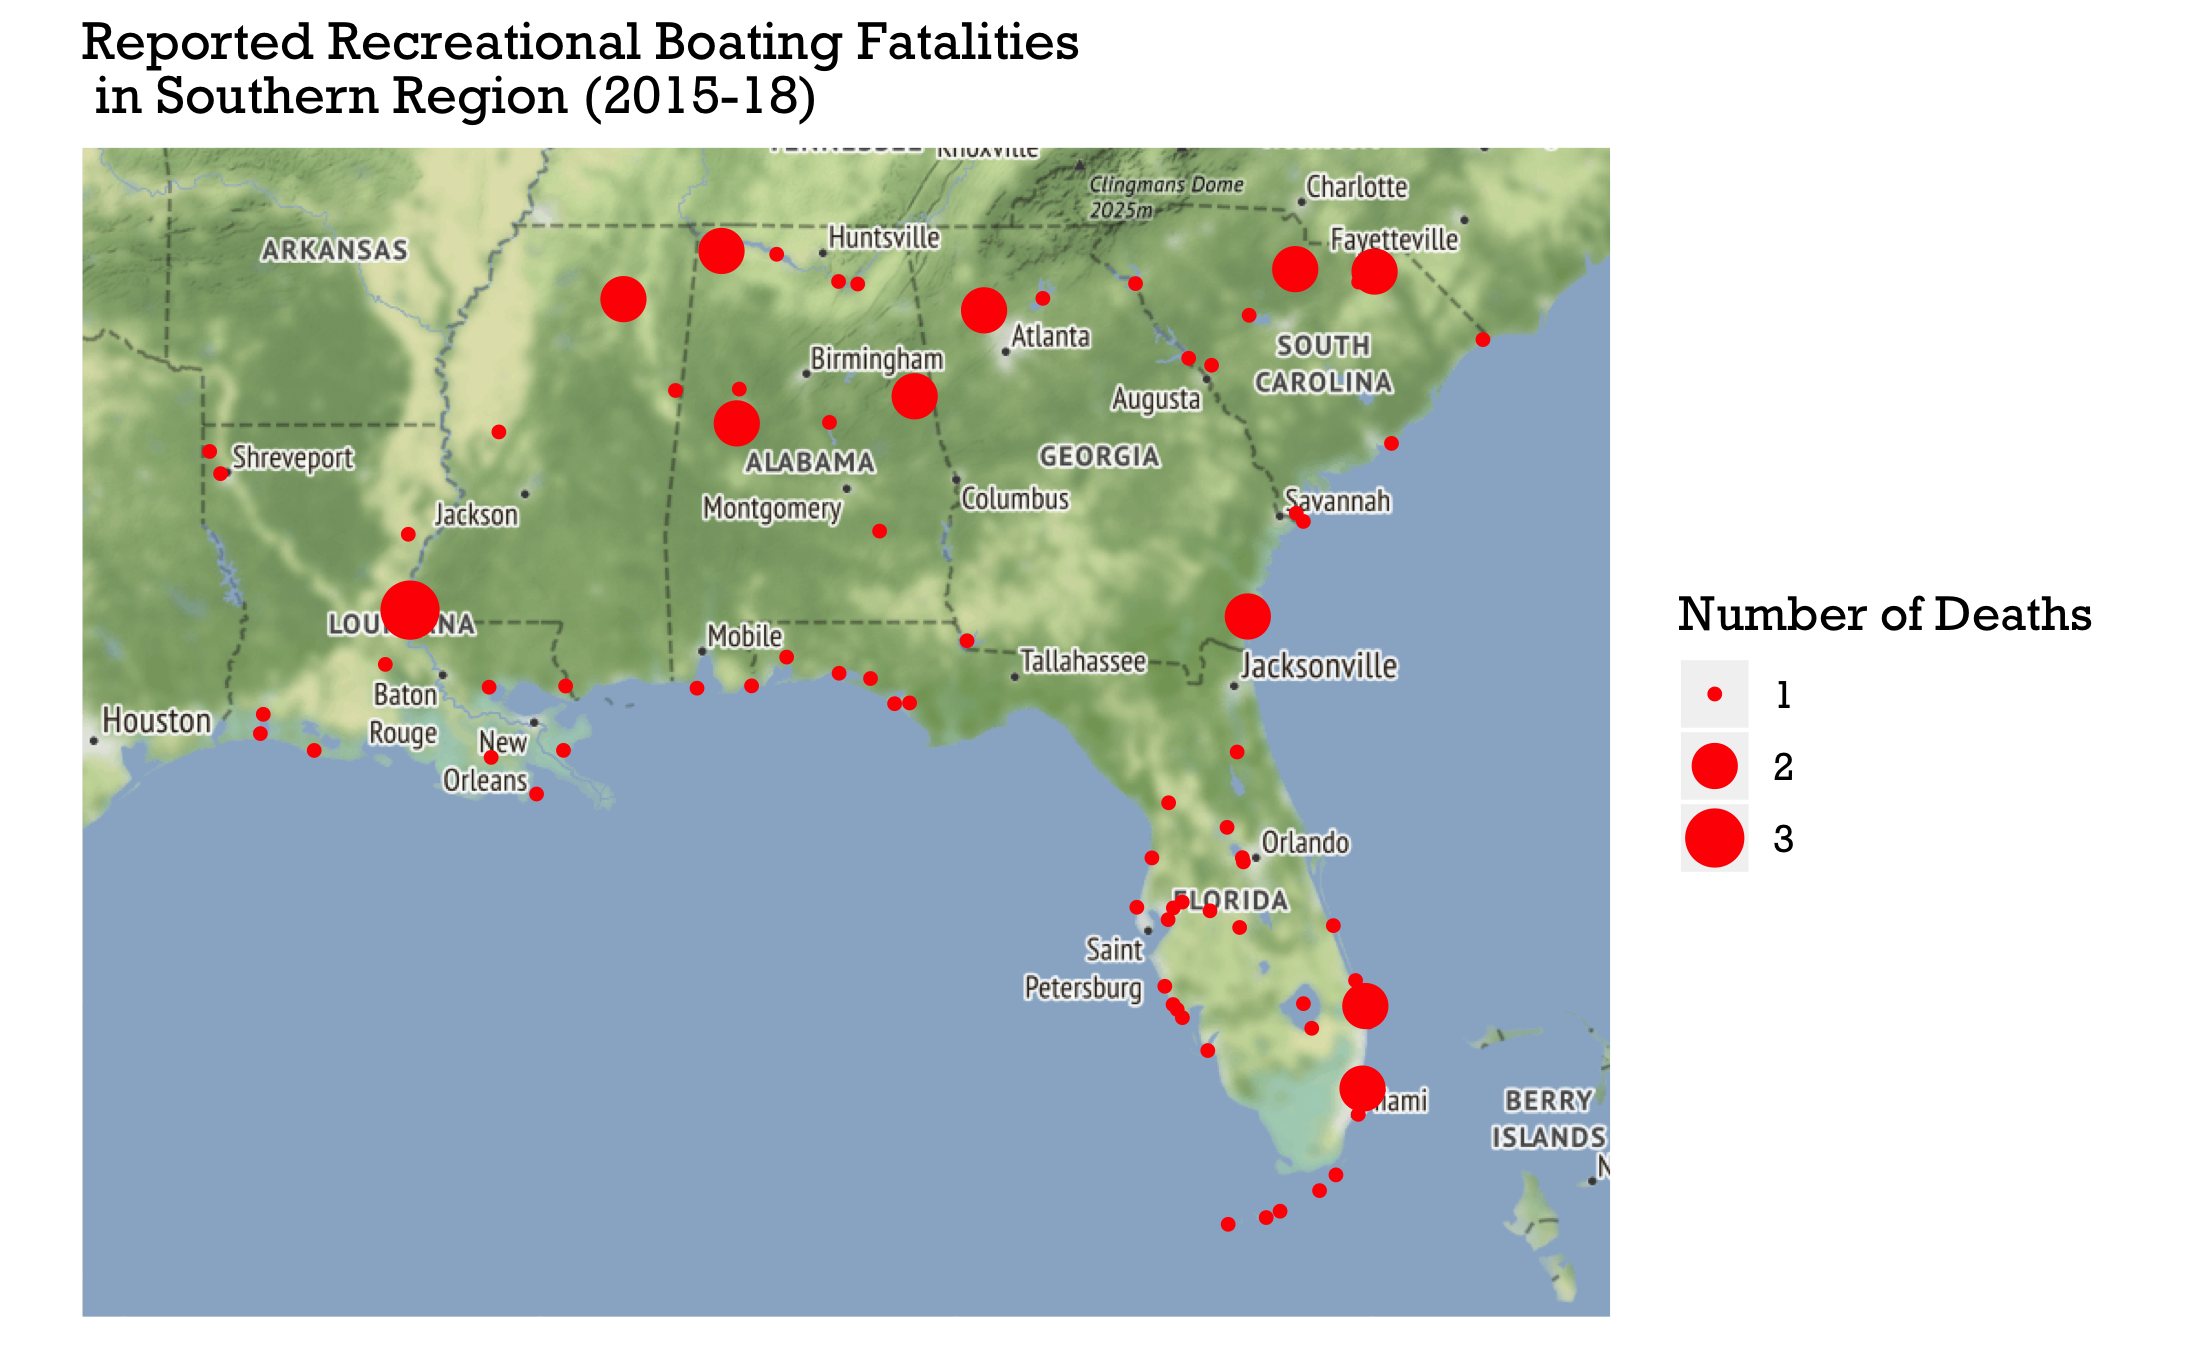 Reported Recreational Boating Fatalities
in Southern Region (2015-18)
TENNESSEE
Knoxville
Clingmans Dome
2025m
Charlotte
ARKANSAS
Huntsville
Fayetteville
Atlanta
Birmingham
SOUTH
CAROLINA
Augusta
Shreveport
ALABAMA
GEORGIA
Jackson
Montgomery
Columbus
Savannah
LOU NA
Mobile
Tallahassee
Jacksonville
Baton
Rouge
Houston
New
Orleans
Orlando
FLORIDA
Saint
Petersburg
iami
BERRY
ISLANDS
N
Number of Deaths
1
2
3